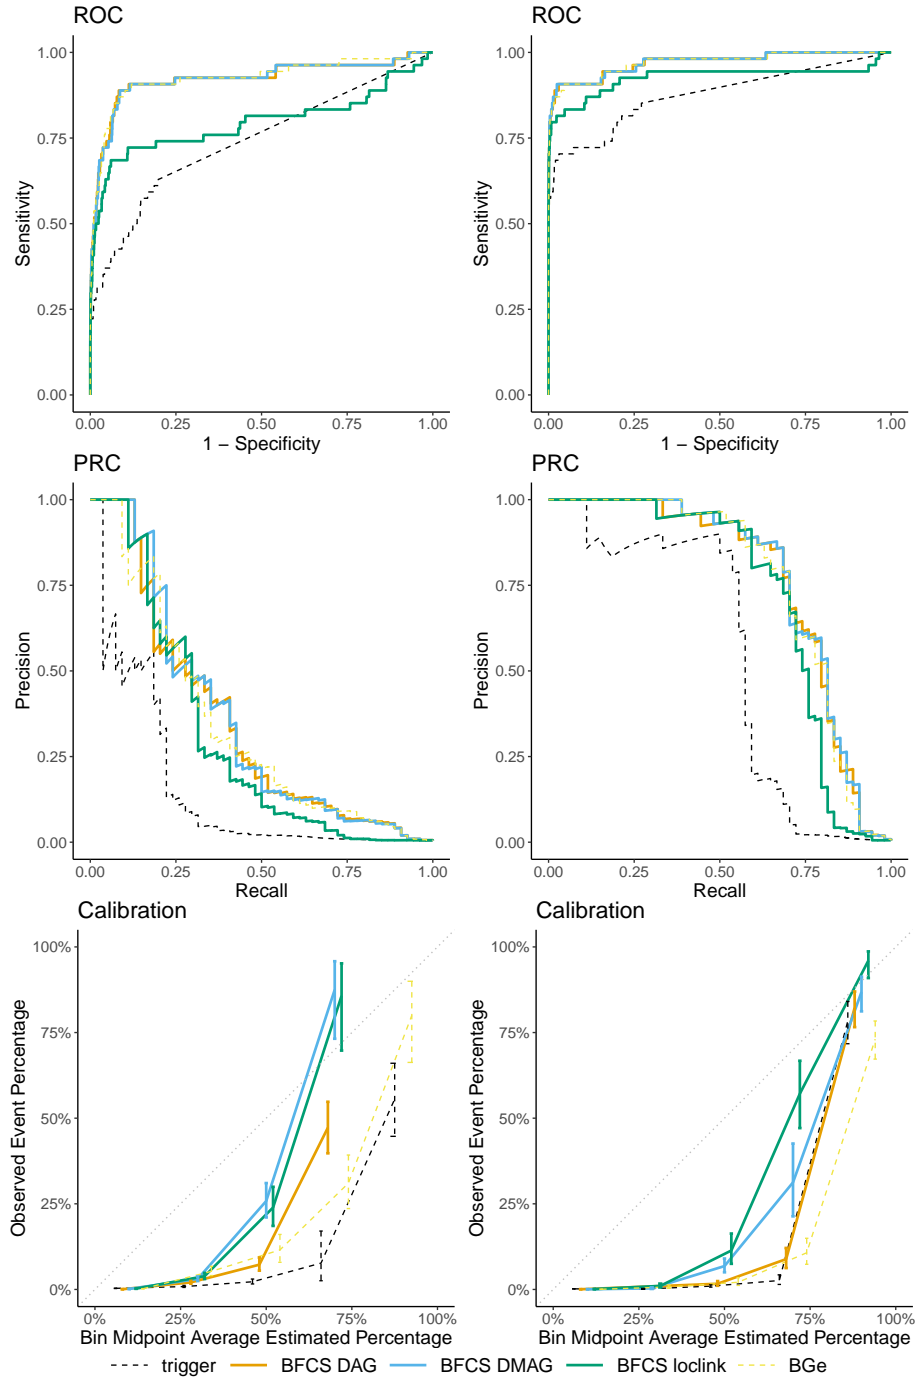 ROC
1.00
0.75
0.50
0.25
0.00
Sensitivity
0.00 0.25 0.50 0.75 1.00
1 − Specificity
ROC
1.00
0.75
0.50
0.25
0.00
Sensitivity
0.00 0.25 0.50 0.75 1.00
1 − Specificity
PRC
1.00
0.75
0.50
0.25
0.00
Precision
0.00 0.25 0.50 0.75 1.00
Recall
PRC
1.00
0.75
0.50
0.25
0.00
Precision
0.00 0.25 0.50 0.75 1.00
Recall
Calibration
100%
75%
50%
25%
0%
Observed Event Percentage
0% 25% 50% 75% 100%
Bin Midpoint Average Estimated Percentage
Calibration
100%
75%
50%
25%
0%
Observed Event Percentage
0% 25% 50% 75% 100%
Bin Midpoint Average Estimated Percentage
trigger BFCS DAG BFCS DMAG BFCS loclink BGe